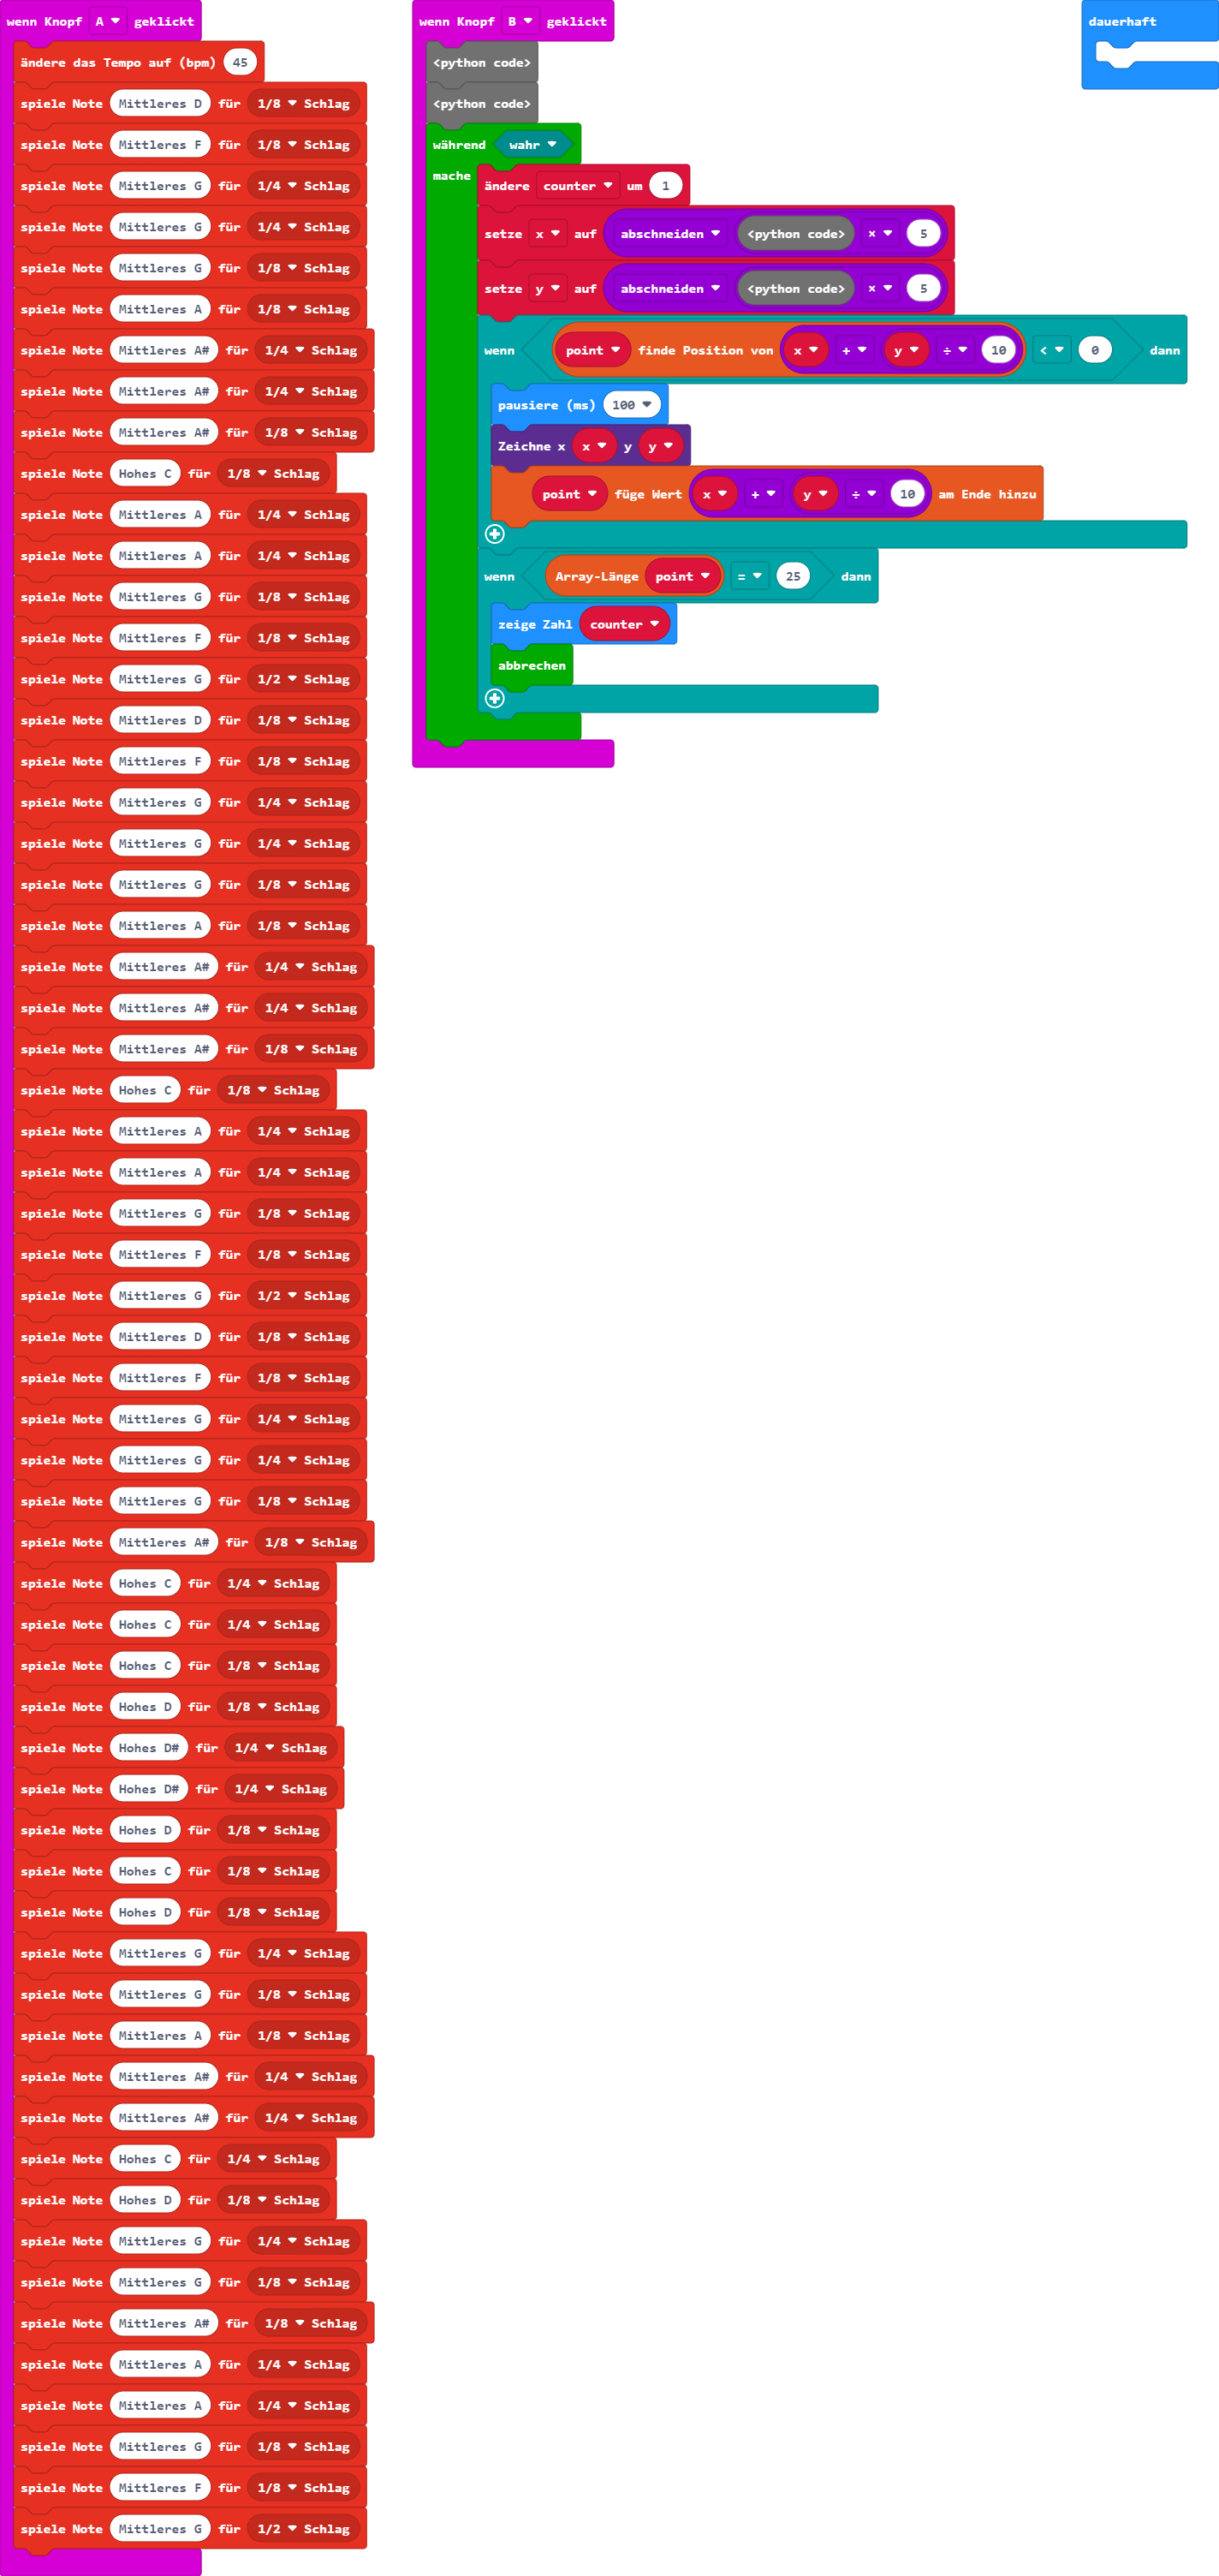 wenn Knopf A geklickt
ändere das Tempo auf (bpm) 45
spiele Note Mittleres D für 1/8 Schlag
spiele Note Mittleres F für 1/8 Schlag
spiele Note Mittleres G für 1/4 Schlag
spiele Note Mittleres G für 1/4 Schlag
spiele Note Mittleres G für 1/8 Schlag
spiele Note Mittleres A für 1/8 Schlag
spiele Note Mittleres A# für 1/4 Schlag
spiele Note Mittleres A# für 1/4 Schlag
spiele Note Mittleres A# für 1/8 Schlag
spiele Note Hohes C für 1/8 Schlag
spiele Note Mittleres A für 1/4 Schlag
spiele Note Mittleres A für 1/4 Schlag
spiele Note Mittleres G für 1/8 Schlag
spiele Note Mittleres F für 1/8 Schlag
spiele Note Mittleres G für 1/2 Schlag
spiele Note Mittleres D für 1/8 Schlag
spiele Note Mittleres F für 1/8 Schlag
spiele Note Mittleres G für 1/4 Schlag
spiele Note Mittleres G für 1/4 Schlag
spiele Note Mittleres G für 1/8 Schlag
spiele Note Mittleres A für 1/8 Schlag
spiele Note Mittleres A# für 1/4 Schlag
spiele Note Mittleres A# für 1/4 Schlag
spiele Note Mittleres A# für 1/8 Schlag
spiele Note Hohes C für 1/8 Schlag
spiele Note Mittleres A für 1/4 Schlag
spiele Note Mittleres A für 1/4 Schlag
spiele Note Mittleres G für 1/8 Schlag
spiele Note Mittleres F für 1/8 Schlag
spiele Note Mittleres G für 1/2 Schlag
spiele Note Mittleres D für 1/8 Schlag
spiele Note Mittleres F für 1/8 Schlag
spiele Note Mittleres G für 1/4 Schlag
spiele Note Mittleres G für 1/4 Schlag
spiele Note Mittleres G für 1/8 Schlag
spiele Note Mittleres A# für 1/8 Schlag
spiele Note Hohes C für 1/4 Schlag
spiele Note Hohes C für 1/4 Schlag
spiele Note Hohes C für 1/8 Schlag
spiele Note Hohes D für 1/8 Schlag
spiele Note Hohes D# für 1/4 Schlag
spiele Note Hohes D# für 1/4 Schlag
spiele Note Hohes D für 1/8 Schlag
spiele Note Hohes C für 1/8 Schlag
spiele Note Hohes D für 1/8 Schlag
spiele Note Mittleres G für 1/4 Schlag
spiele Note Mittleres G für 1/8 Schlag
spiele Note Mittleres A für 1/8 Schlag
spiele Note Mittleres A# für 1/4 Schlag
spiele Note Mittleres A# für 1/4 Schlag
spiele Note Hohes C für 1/4 Schlag
spiele Note Hohes D für 1/8 Schlag
spiele Note Mittleres G für 1/4 Schlag
spiele Note Mittleres G für 1/8 Schlag
spiele Note Mittleres A# für 1/8 Schlag
spiele Note Mittleres A für 1/4 Schlag
spiele Note Mittleres A für 1/4 Schlag
spiele Note Mittleres G für 1/8 Schlag
spiele Note Mittleres F für 1/8 Schlag
spiele Note Mittleres G für 1/2 Schlag
wenn Knopf B geklickt
<python code>
<python code>
während wahr
mache
ändere counter um 1
setze x auf abschneiden <python code> × 5
setze y auf abschneiden <python code> × 5
wenn point finde Position von x + y ÷ 10 < 0 dann
pausiere (ms) 100
Zeichne x x y y
point füge Wert x + y ÷ 10 am Ende hinzu
wenn Array-Länge point = 25 dann
zeige Zahl counter
abbrechen
dauerhaft